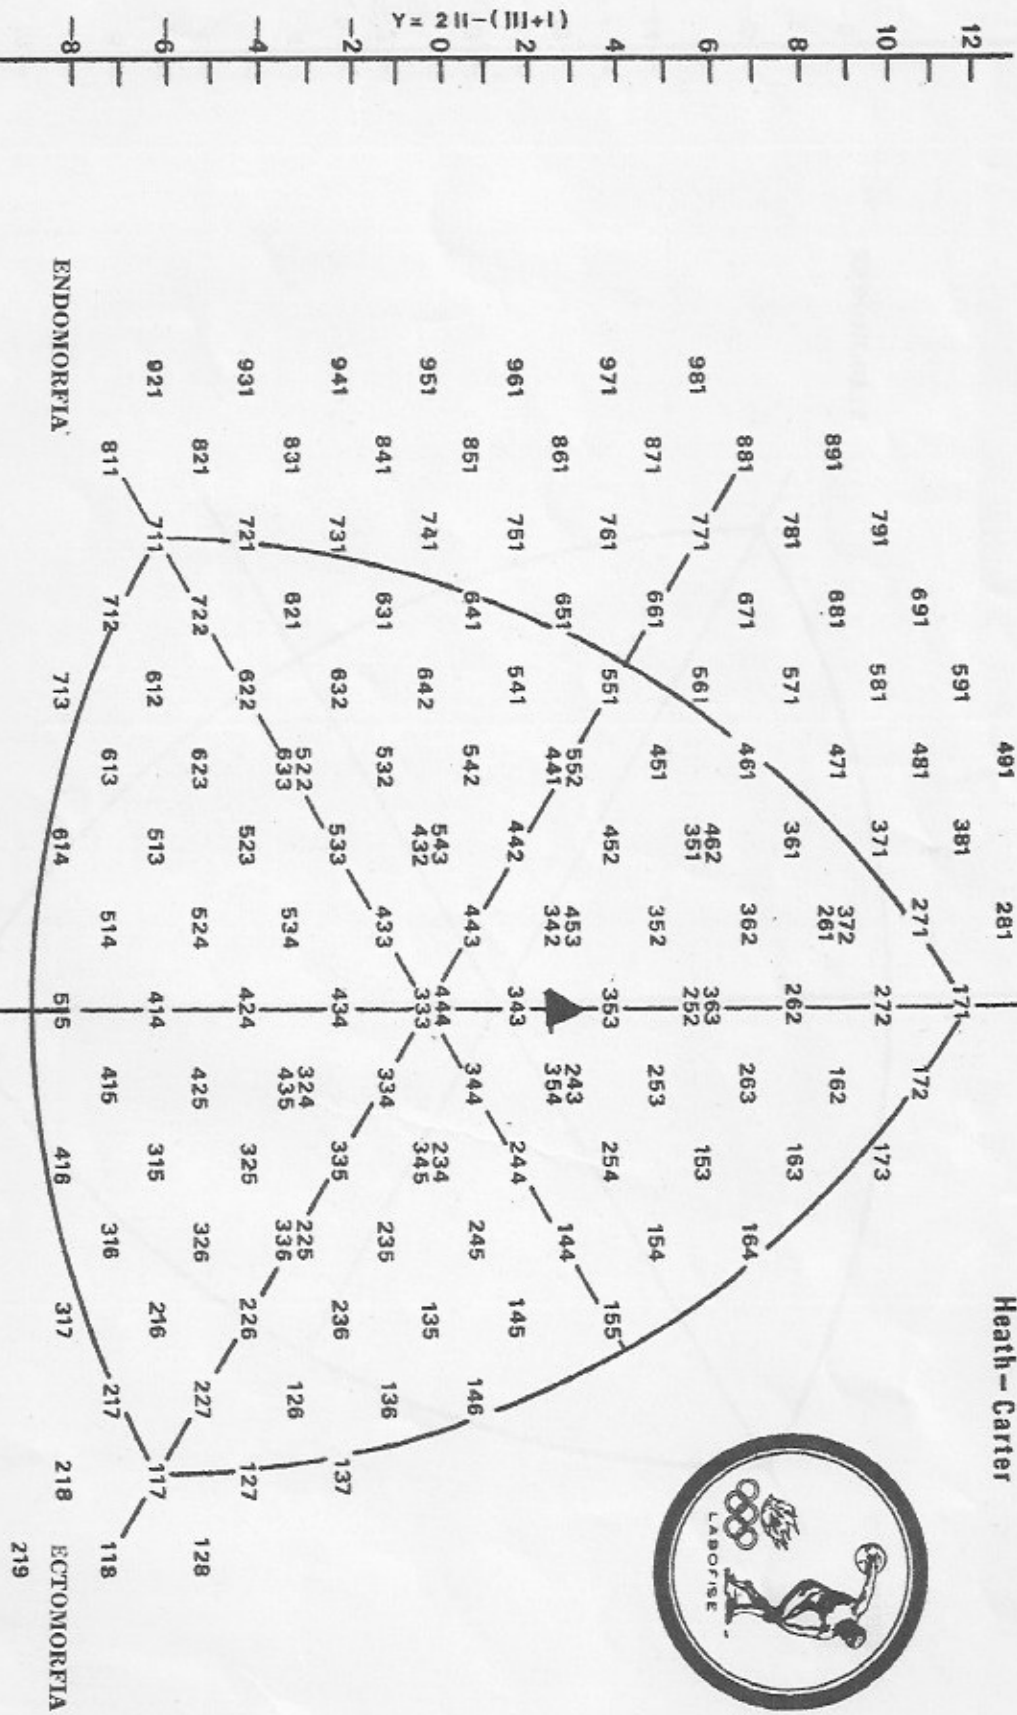 Heath – Carter
491 281
12 591 381 171
691 481 271 172
10 791 581 371 272 173
891 881 471 372 162
261
8 781 571 361 262 163
881 671 461 362 263 164
LABOFISE
6 981 771 561 462 363 153
351 252
871 661 451 352 253 154
4 971 761 551 452 353 254 155
861 651 552 453 243 144
441 342 354
2 961 751 541 442 343 244 145
851 641 542 443 344 245 146
Y= 2 II-( III+I)
0 951 741 642 543 444 234 135
432 333 345
841 631 532 433 334 235 136
-2 941 731 632 533 434 335 236 137
831 821 522 534 324 225 126
633 435 336
-4 931 721 622 523 424 325 226 127
821 722 623 524 425 326 227 128
-6 921 711 612 513 414 315 216 117
811 712 613 514 415 316 217 118
-8 ENDOMORFIA 713 614 515 416 317 218 ECTOMORFIA
219